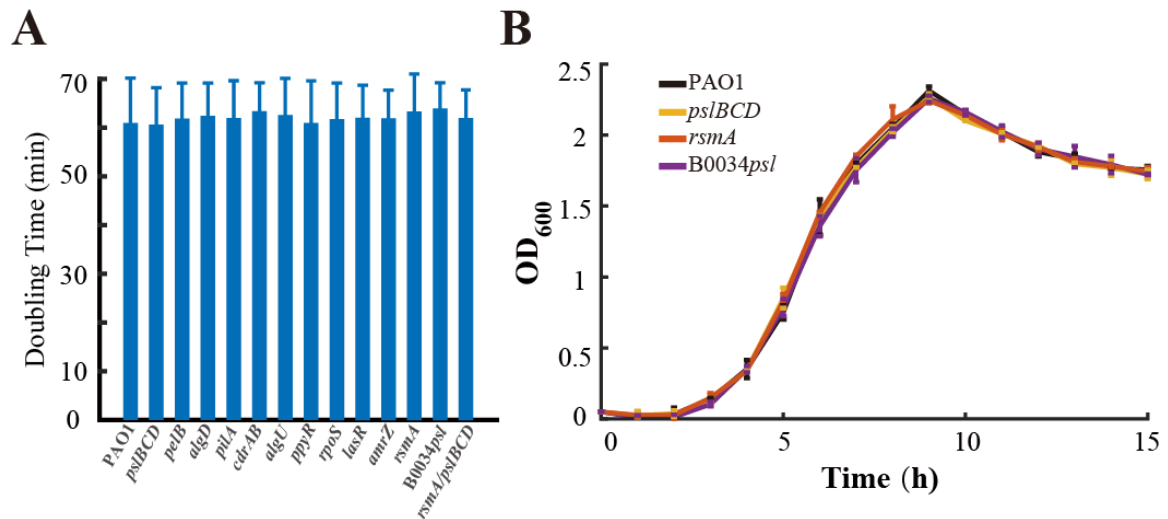 A
Doubling Time (min)
70
50
30
10
0
PAO1
pslBCD
pelB
algD
pilA
cdrAB
algU
ppyR
rpoS
lasR
amrZ
rsmA
B0034psl
rsmA/pslBCD
B
OD600
2.5
2
1.5
1
0.5
0
PAO1
pslBCD
rsmA
B0034psl
0 5 10 15
Time (h)